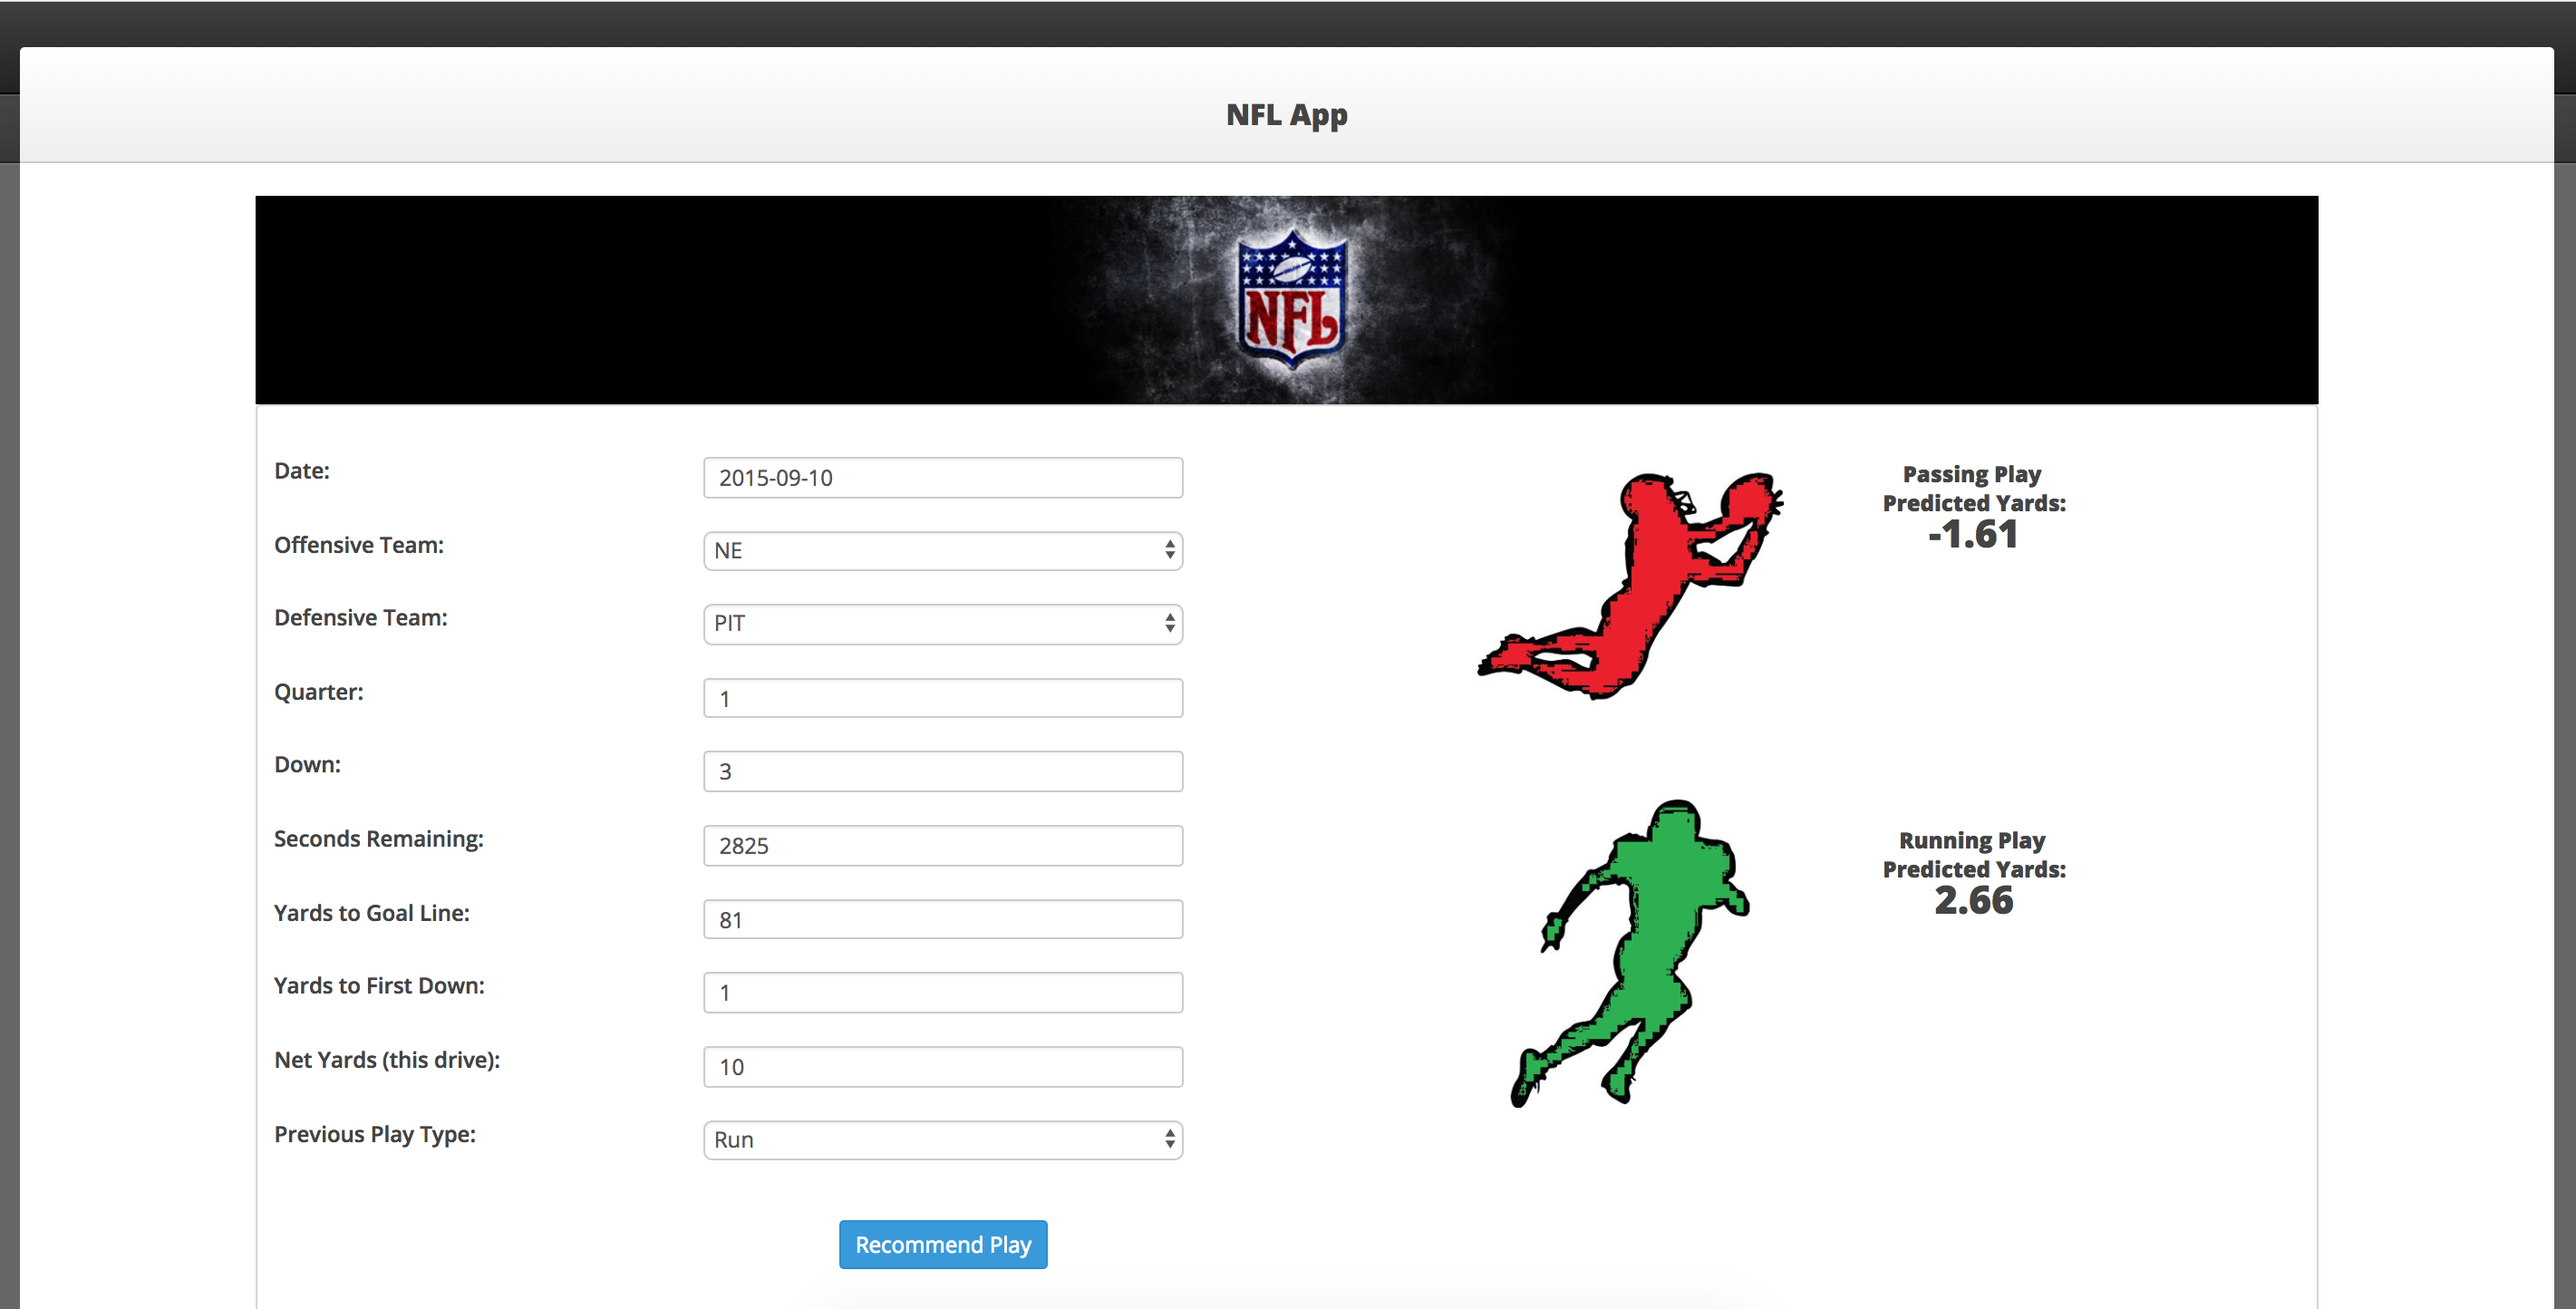 NFL App
NFL
Date:
2015-09-10
Offensive Team:
NE
Defensive Team:
PIT
Quarter:
1
Down:
3
Seconds Remaining:
2825
Yards to Goal Line:
81
Yards to First Down:
1
Net Yards (this drive):
10
Previous Play Type:
Run
Recommend Play
Passing Play
Predicted Yards:
-1.61
Running Play
Predicted Yards:
2.66